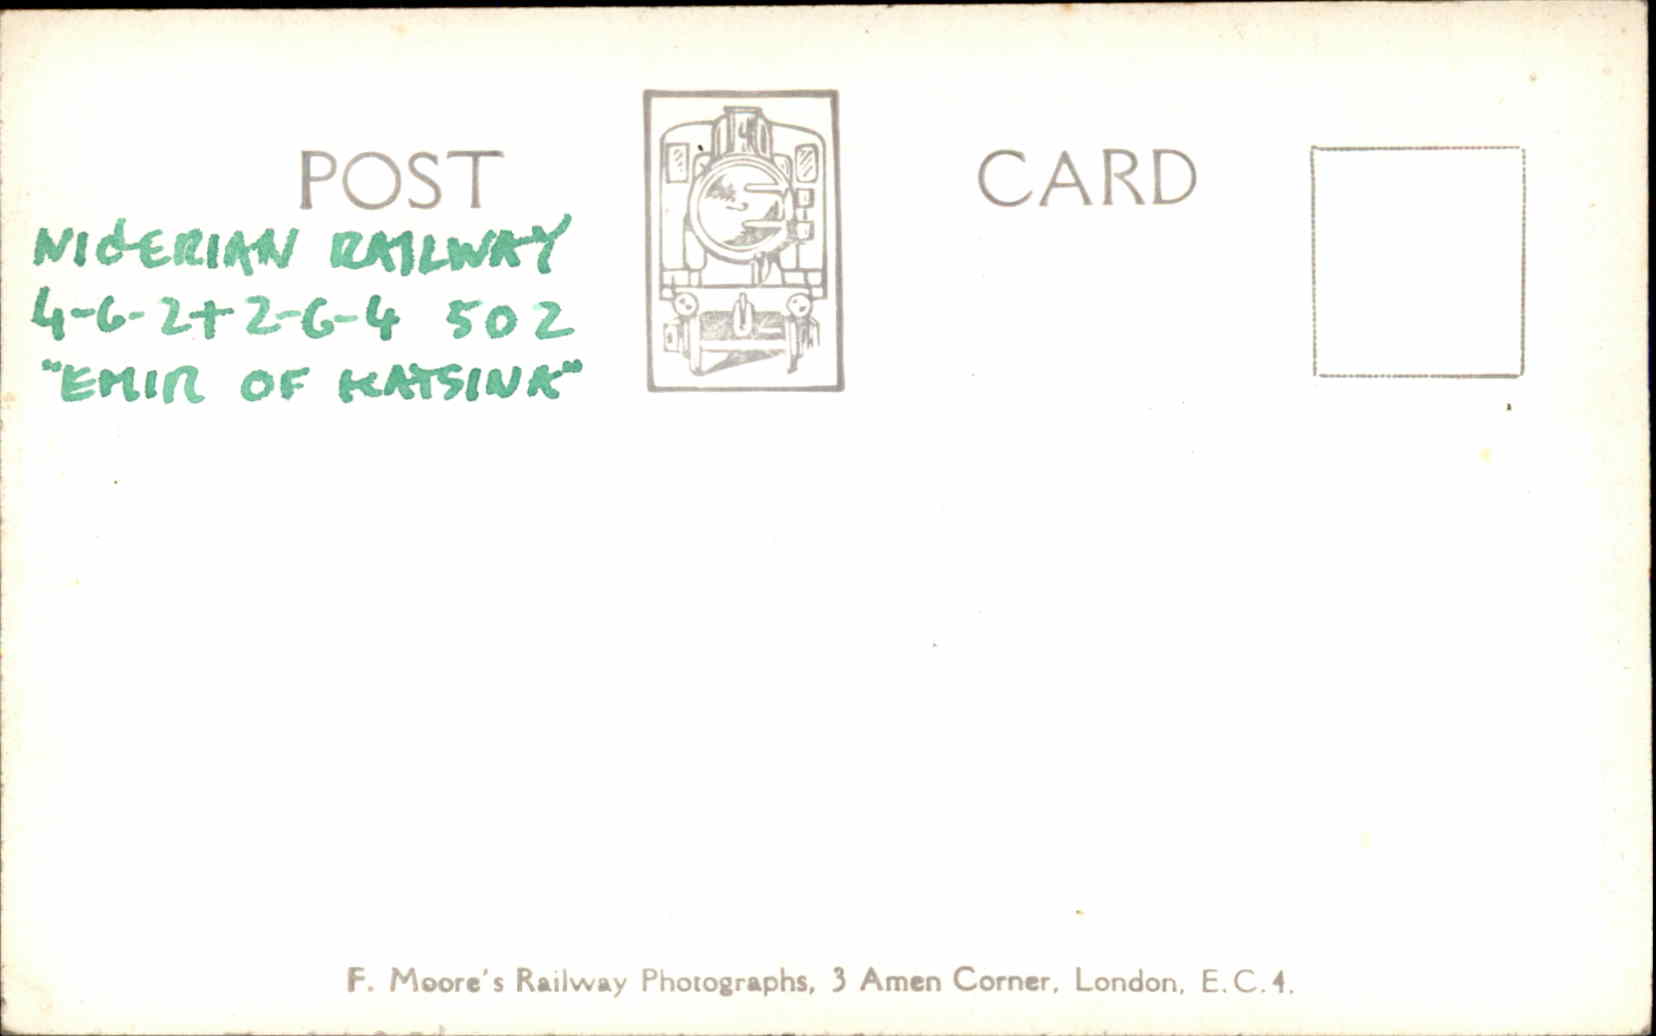 POST CARD
NIGERIAN RAILWAY
4-6-2+2-6-4 502
"EMIR OF KATSINA"
F. Moore's Railway Photographs, 3 Amen Corner, London, E.C.4.